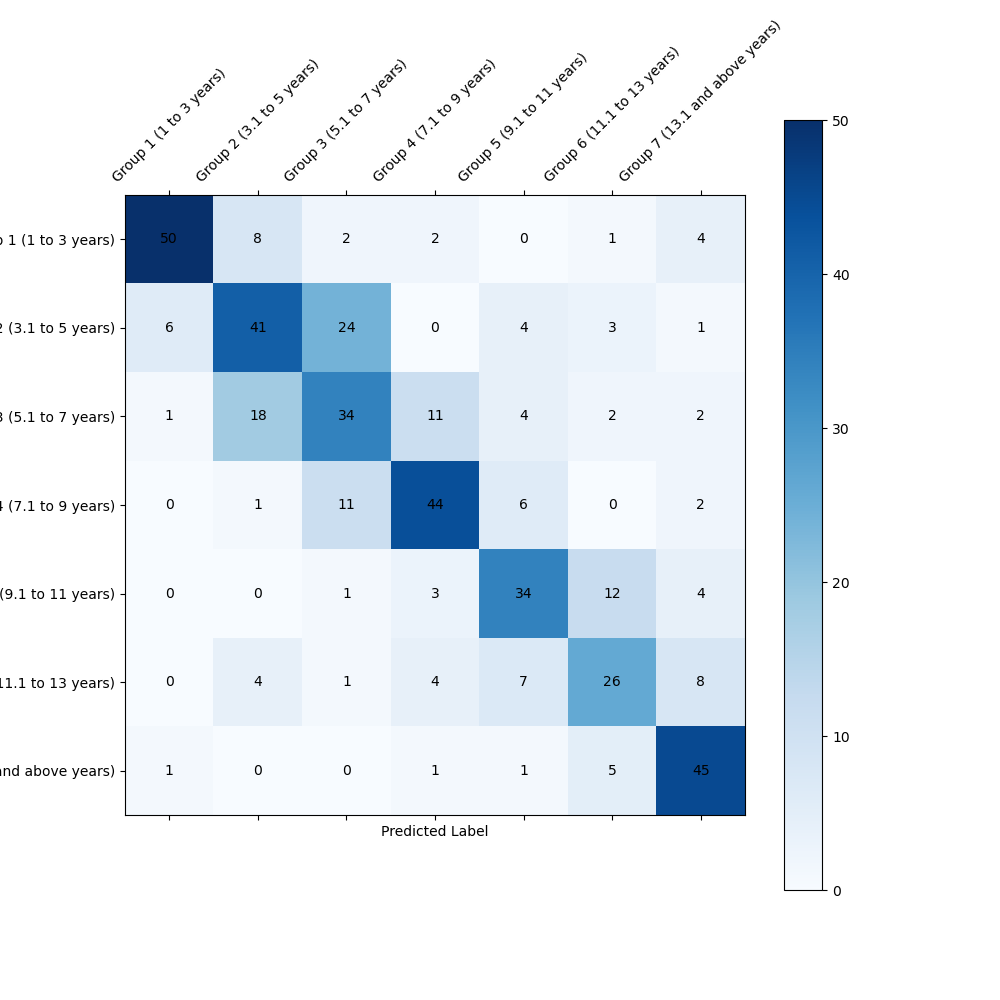 Group 1 (1 to 3 years)
Group 2 (3.1 to 5 years)
Group 3 (5.1 to 7 years)
Group 4 (7.1 to 9 years)
Group 5 (9.1 to 11 years)
Group 6 (11.1 to 13 years)
Group 7 (13.1 and above years)
1 (1 to 3 years) 50 8 2 2 0 1 4
2 (3.1 to 5 years) 6 41 24 0 4 3 1
3 (5.1 to 7 years) 1 18 34 11 4 2 2
4 (7.1 to 9 years) 0 1 11 44 6 0 2
(9.1 to 11 years) 0 0 1 3 34 12 4
11.1 to 13 years) 0 4 1 4 7 26 8
and above years) 1 0 0 1 1 5 45
Predicted Label
50
40
30
20
10
0